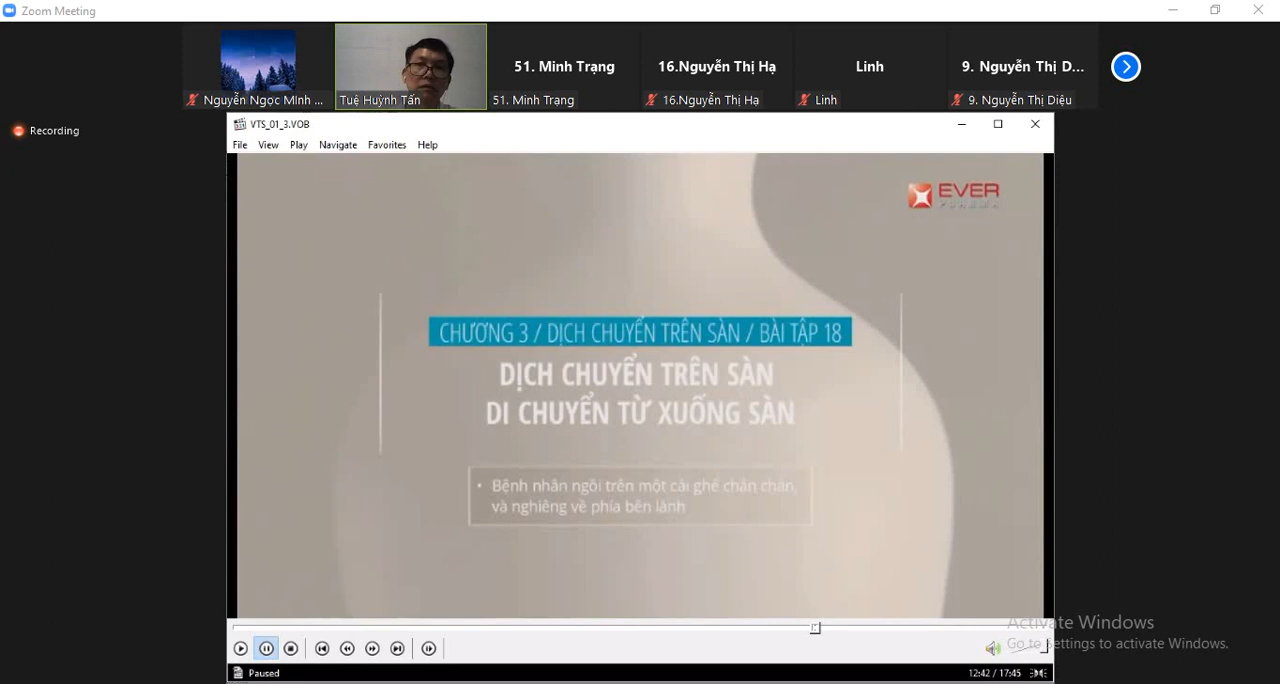 Zoom Meeting
51. Minh Trạng
16.Nguyễn Thị Hạ
Linh
9. Nguyễn Thị D...
Nguyễn Ngọc MInh ...
Tuệ Huỳnh Tấn
51. Minh Trạng
16.Nguyễn Thị Hạ
Linh
9. Nguyễn Thị Diệu
Recording
VTS_01_3.VOB
File View Play Navigate Favorites Help
EVER
PHARMA
CHƯƠNG 3 / DỊCH CHUYỂN TRÊN SÀN / BÀI TẬP 18
DỊCH CHUYỂN TRÊN SÀN
DI CHUYỂN TỪ XUỐNG SÀN
• Bệnh nhân ngồi trên một cái ghế chắn chắn,
và nghiêng về phía bên lành
Activate Windows
Go to Settings to activate Windows.
Paused
12:42 / 17:45